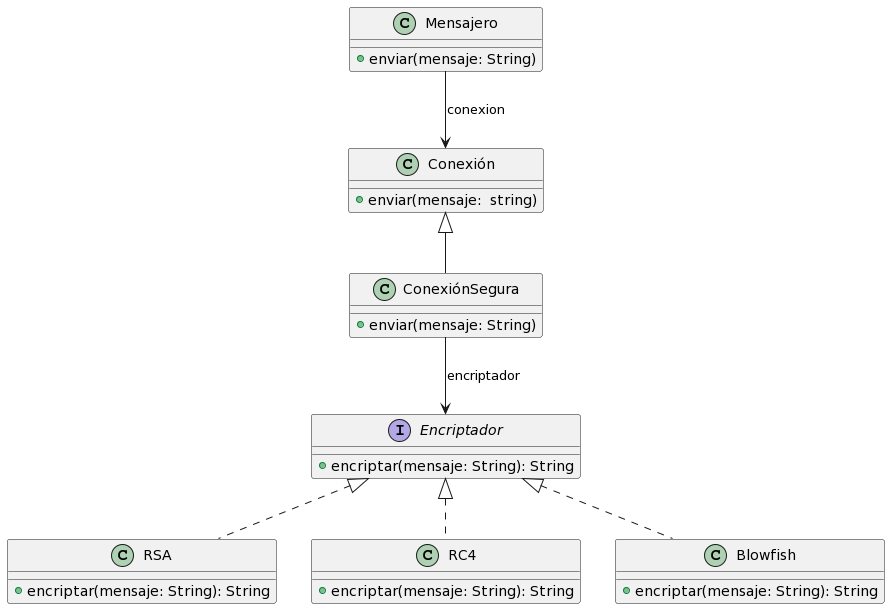 C Mensajero
enviar(mensaje: String)
conexion
C Conexión
enviar(mensaje:  string)
C ConexiónSegura
enviar(mensaje: String)
encriptador
I Encriptador
encriptar(mensaje: String): String
C RSA
encriptar(mensaje: String): String
C RC4
encriptar(mensaje: String): String
C Blowfish
encriptar(mensaje: String): String